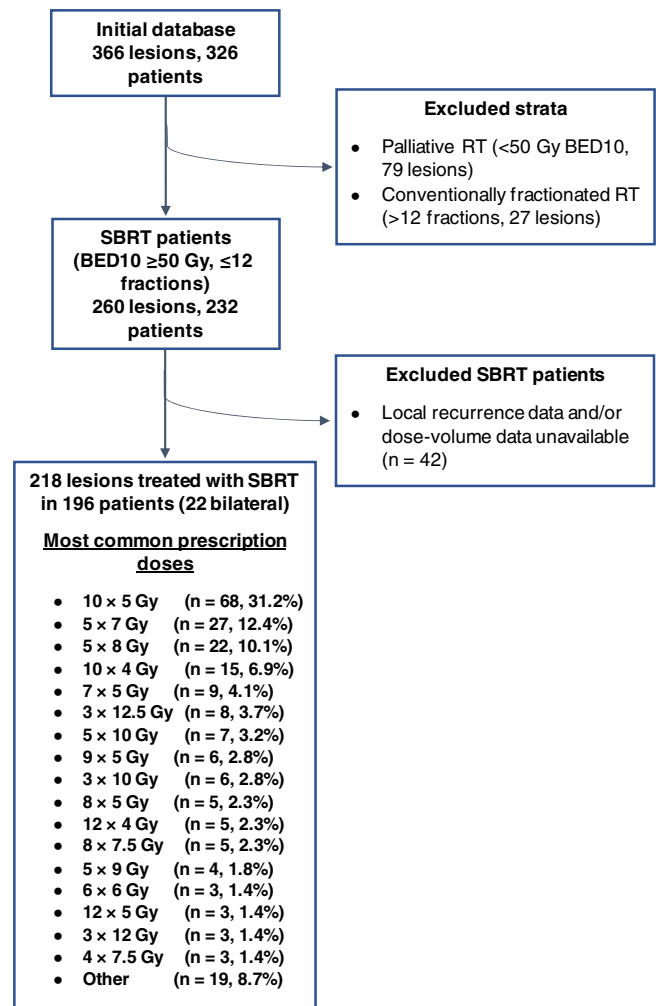 Initial database
366 lesions, 326
patients
Excluded strata
● Palliative RT (<50 Gy BED10,
79 lesions)
● Conventionally fractionated RT
(>12 fractions, 27 lesions)
SBRT patients
(BED10 ≥50 Gy, ≤12
fractions)
260 lesions, 232
patients
Excluded SBRT patients
● Local recurrence data and/or
dose-volume data unavailable
(n = 42)
218 lesions treated with SBRT
in 196 patients (22 bilateral)
Most common prescription
doses
● 10 × 5 Gy (n = 68, 31.2%)
● 5 × 7 Gy (n = 27, 12.4%)
● 5 × 8 Gy (n = 22, 10.1%)
● 10 × 4 Gy (n = 15, 6.9%)
● 7 × 5 Gy (n = 9, 4.1%)
● 3 × 12.5 Gy (n = 8, 3.7%)
● 5 × 10 Gy (n = 7, 3.2%)
● 9 × 5 Gy (n = 6, 2.8%)
● 3 × 10 Gy (n = 6, 2.8%)
● 8 × 5 Gy (n = 5, 2.3%)
● 12 × 4 Gy (n = 5, 2.3%)
● 8 × 7.5 Gy (n = 5, 2.3%)
● 5 × 9 Gy (n = 4, 1.8%)
● 6 × 6 Gy (n = 3, 1.4%)
● 12 × 5 Gy (n = 3, 1.4%)
● 3 × 12 Gy (n = 3, 1.4%)
● 4 × 7.5 Gy (n = 3, 1.4%)
● Other (n = 19, 8.7%)